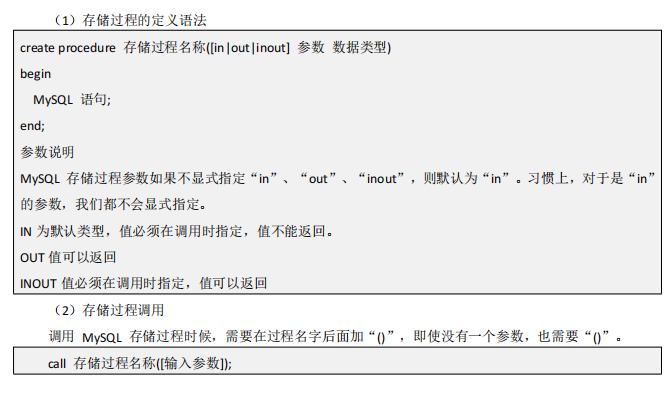 （1）存储过程的定义语法
create procedure 存储过程名称([in|out|inout] 参数 数据类型)
begin
MySQL 语句;
end;
参数说明
MySQL 存储过程参数如果不显式指定“in”、“out”、“inout”，则默认为“in”。习惯上，对于是“in”
的参数，我们都不会显式指定。
IN 为默认类型，值必须在调用时指定，值不能返回。
OUT 值可以返回
INOUT 值必须在调用时指定，值可以返回
（2）存储过程调用
调用 MySQL 存储过程时候，需要在过程名字后面加“()”，即使没有一个参数，也需要“()”。
call 存储过程名称([输入参数]);